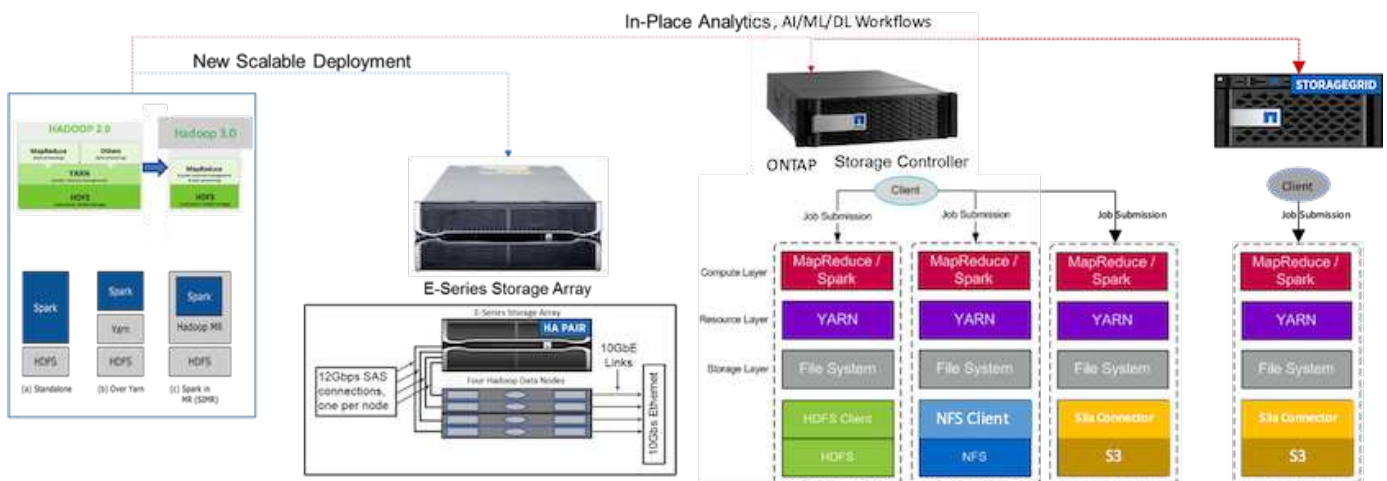 In-Place Analytics, AI/ML/DL Workflows
New Scalable Deployment
HADOOP 2.0
MapReduce
Others
YARN
HDFS
Hadoop 3.0
MapReduce
HDFS
Spark
HDFS
(a) Standalone
Spark
Yarn
HDFS
(b) Over Yarn
Spark
Hadoop MR
HDFS
(c) Spark in
MR (SIMR)
E-Series Storage Array
E-Series Storage Array
HA PAIR
10GbE
Links
12Gbps SAS
connections,
one per node
Four Hadoop Data Nodes
10Gbs Ethernet
ONTAP
Storage Controller
STORAGEGRID
Client
Job Submission
Job Submission
Job Submission
Client
Job Submission
Compute Layer
MapReduce /
Spark
MapReduce /
Spark
MapReduce /
Spark
MapReduce /
Spark
Resource Layer
YARN
YARN
YARN
YARN
Storage Layer
File System
File System
File System
File System
HDFS Client
NFS Client
S3a Connector
S3a Connector
HDFS
NFS
S3
S3